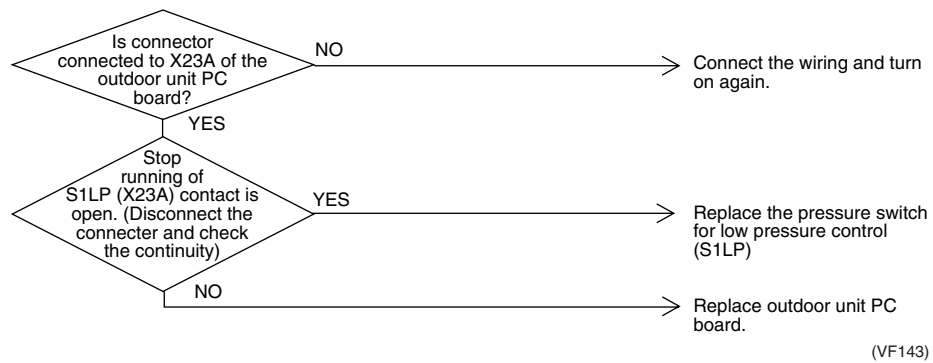 Is connector
connected to X23A of the
outdoor unit PC
board?
NO
Connect the wiring and turn
on again.
YES
Stop
running of
S1LP (X23A) contact is
open. (Disconnect the
connecter and check
the continuity)
YES
Replace the pressure switch
for low pressure control
(S1LP)
NO
Replace outdoor unit PC
board.
(VF143)